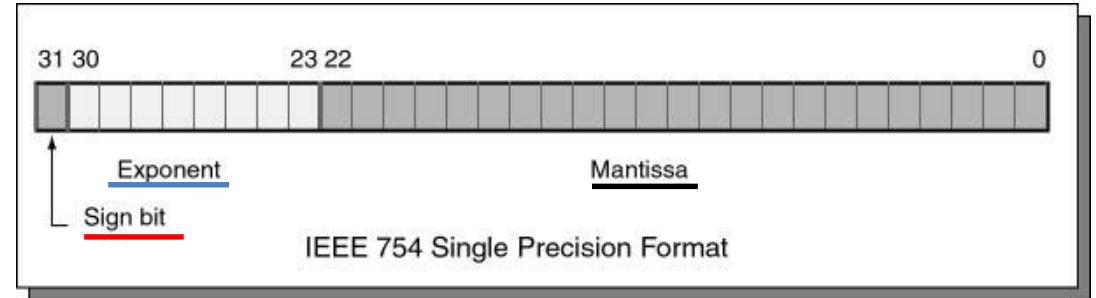 31 30 23 22 0
Exponent Mantissa
Sign bit
IEEE 754 Single Precision Format